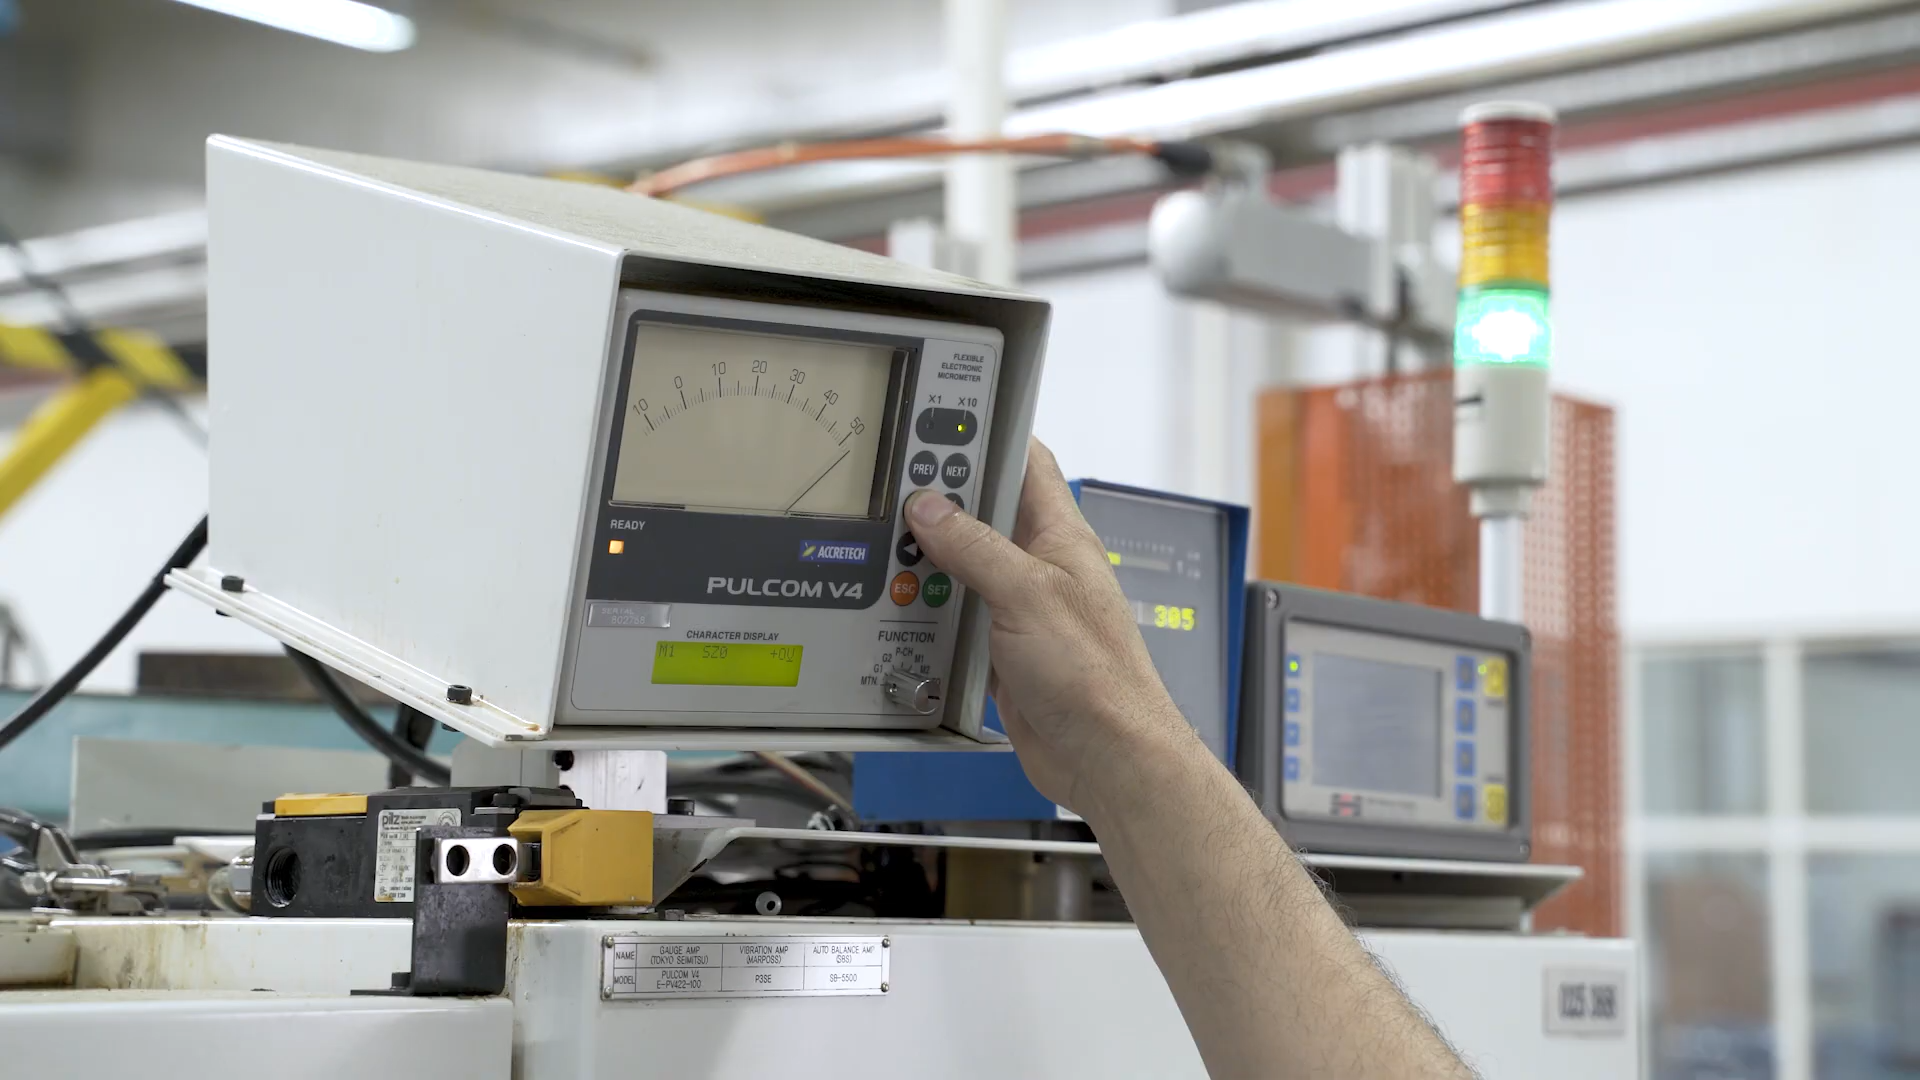 FLEXIBLE
ELECTRONIC
MICROMETER
X1 X10
10 0 10 20 30 40 50
PREV NEXT
READY
ACCRETECH
PULCOM V4
ESC SET
SERIAL
802758
CHARACTER DISPLAY
M1 SZ0 +0U
FUNCTION
P-CH
G2 M1
G1 M2
MTN
305
pilz
NAME GAUGE AMP (TOKYO SEIMITSU) VIBRATION AMP (MARPOSS) AUTO BALANCE AMP (SBS)
MODEL PULCOM V4 E-PV422-100 P3SE SB-5500